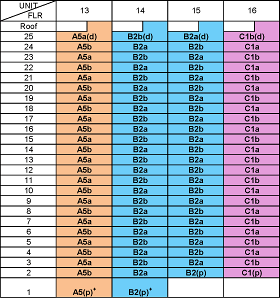 UNIT 13 14 15 16
FLR
Roof
25 A5a(d) B2b(d) B2a(d) C1b(d)
24 A5b B2a B2b C1a
23 A5a B2b B2a C1b
22 A5b B2a B2b C1a
21 A5a B2b B2a C1b
20 A5b B2a B2b C1a
19 A5a B2b B2a C1b
18 A5b B2a B2b C1a
17 A5a B2b B2a C1b
16 A5b B2a B2b C1a
15 A5a B2b B2a C1b
14 A5b B2a B2b C1a
13 A5a B2b B2a C1b
12 A5b B2a B2b C1a
11 A5a B2b B2a C1b
10 A5b B2a B2b C1a
9 A5a B2b B2a C1b
8 A5b B2a B2b C1a
7 A5a B2b B2a C1b
6 A5b B2a B2b C1a
5 A5a B2b B2a C1b
4 A5b B2a B2b C1a
3 A5a B2b B2a C1b
2 A5b B2a B2(p) C1(p)
1 A5(p)* B2(p)*